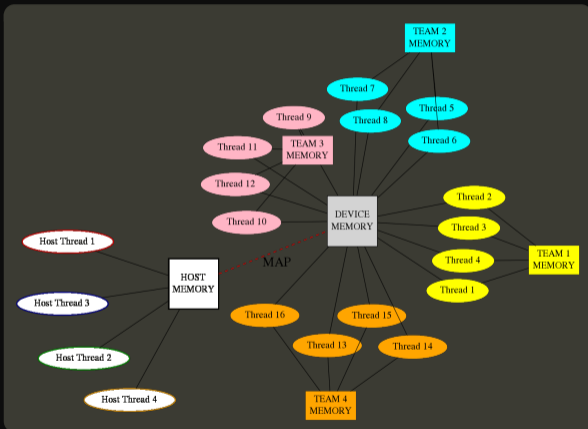 TEAM 2
MEMORY
Thread 7
Thread 5
Thread 8
Thread 6
Thread 9
Thread 11
TEAM 3
MEMORY
Thread 12
Thread 10
DEVICE
MEMORY
Thread 2
Thread 3
Thread 4
Thread 1
TEAM 1
MEMORY
Host Thread 1
Host Thread 3
Host Thread 2
Host Thread 4
HOST
MEMORY
MAP
Thread 16
Thread 15
Thread 13
Thread 14
TEAM 4
MEMORY